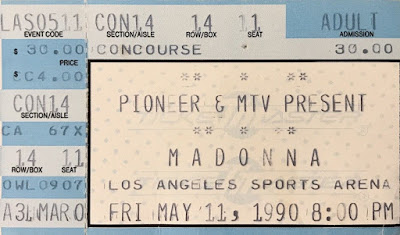 LAS0511 CON14 14 11 ADULT
EVENT CODE SECTION/AISLE ROW/BOX SEAT ADMISSION
$ 30.00 CONCOURSE 30.00
$ 4.00
PIONEER & MTV PRESENT
CON14
SECTION/AISLE
CA 67X
MADONNA
14 11
ROW/BOX SEAT
LOS ANGELES SPORTS ARENA
OWL0907
A3LMAR0 FRI MAY 11, 1990 8:00 PM